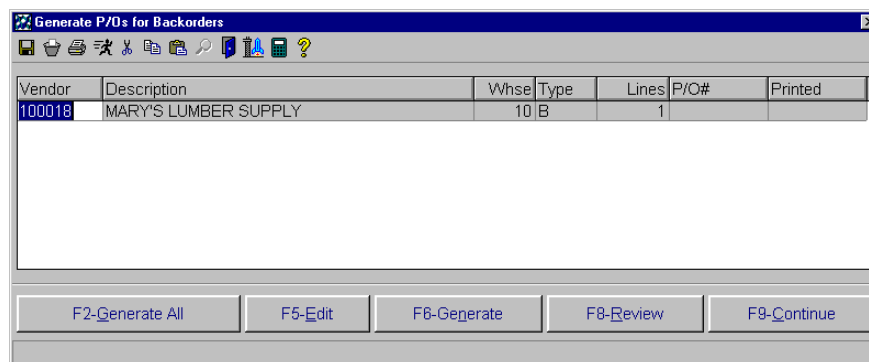 Generate P/Os for Backorders
Vendor Description Whse Type Lines P/O# Printed
100018 MARY'S LUMBER SUPPLY 10 B 1
F2-Generate All F5-Edit F6-Generate F8-Review F9-Continue